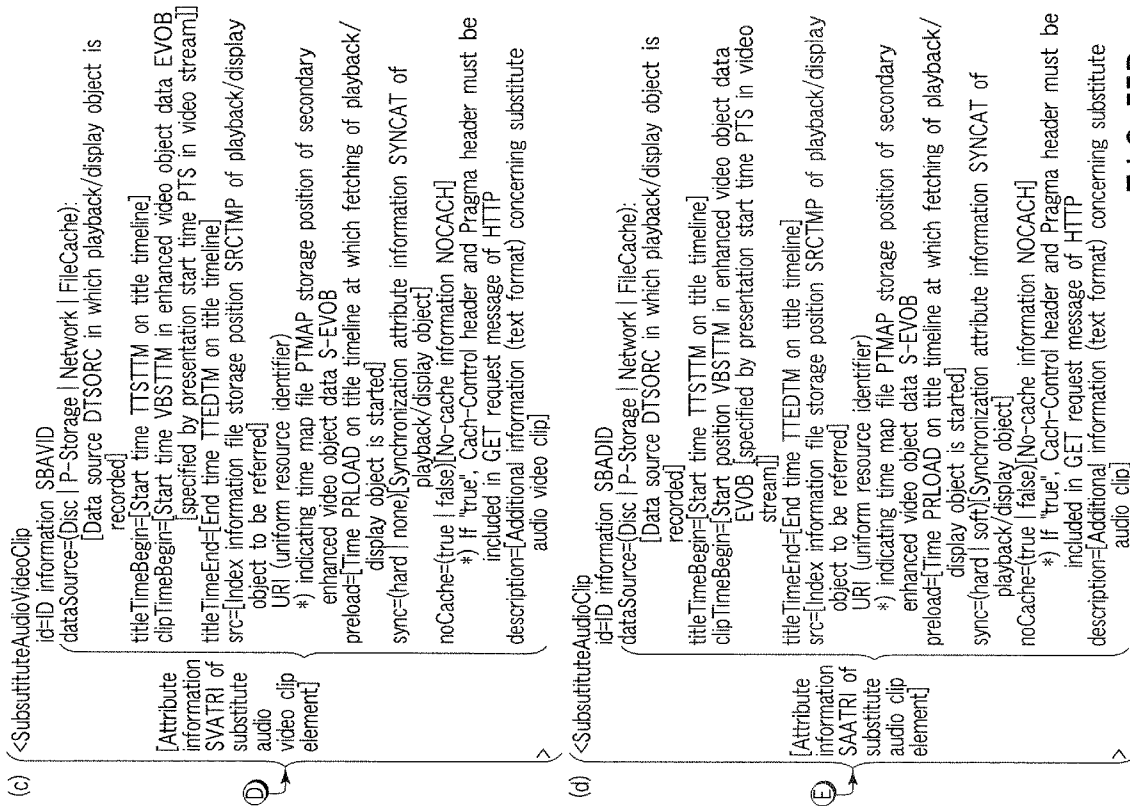 (c) <SubsutituteAudioVideoClip
id=ID information SBAVID
dataSource=(Disc | P-Storage | Network | FileCache):
[Data source DTSORC in which playback/display object is
recorded]
titleTimeBegin=[Start time TTSTTM on title timeline]
clipTimeBegin=[Start time VBSTTM in enhanced video object data EVOB
[specified by presentation start time PTS in video stream]]
titleTimeEnd=[End time TTEDTM on title timeline]
src=[Index information file storage position SRCTMP of playback/display
object to be referred]
URI (uniform resource identifier)
*) indicating time map file PTMAP storage position of secondary
enhanced video object data S-EVOB
preload=[Time PRLOAD on title timeline at which fetching of playback/
display object is started]
sync=(hard | none)[Synchronization attribute information SYNCAT of
playback/display object]
noCache=(true | false)[No-cache information NOCACH]
*) If "true", Cach-Control header and Pragma header must be
included in GET request message of HTTP
description=[Additional information (text format) concerning substitute
audio video clip]
[Attribute
information
SVATRI of
substitute
audio
video clip
element]
D
>
(d) <SubsutituteAudioClip
id=ID information SBADID
dataSource=(Disc | P-Storage | Network | FileCache):
[Data source DTSORC in which playback/display object is
recorded]
titleTimeBegin=[Start time TTSTTM on title timeline]
clipTimeBegin=[Start position VBSTTM in enhanced video object data
EVOB [specified by presentation start time PTS in video
stream]]
titleTimeEnd=[End time TTEDTM on title timeline]
src=[Index information file storage position SRCTMP of playback/display
object to be referred]
URI (uniform resource identifier)
*) indicating time map file PTMAP storage position of secondary
enhanced video object data S-EVOB
preload=[Time PRLOAD on title timeline at which fetching of playback/
display object is started]
sync=(hard | soft)[Synchronization attribute information SYNCAT of
playback/display object]
noCache=(true | false)[No-cache information NOCACH]
*) If "true", Cach-Control header and Pragma header must be
included in GET request message of HTTP
description=[Additional information (text format) concerning substitute
audio clip]
[Attribute
information
SAATRI of
substitute
audio clip
element]
E
>